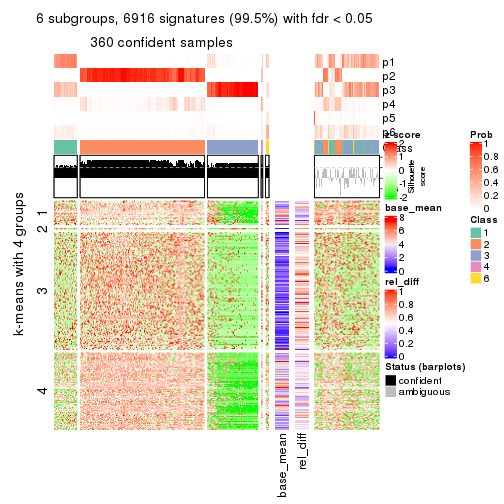 6 subgroups, 6916 signatures (99.5%) with fdr < 0.05
360 confident samples
p1
p2
p3
p4
p5
p6
Class
z_score
2
1
0
-1
-2
Silhouette
score
Prob
1
0.8
0.6
0.4
0.2
0
base_mean
8
6
4
2
0
Class
1
2
3
4
6
rel_diff
1
0.8
0.6
0.4
0.2
0
Status (barplots)
confident
ambiguous
k-means with 4 groups
1
2
3
4
base_mean
rel_diff